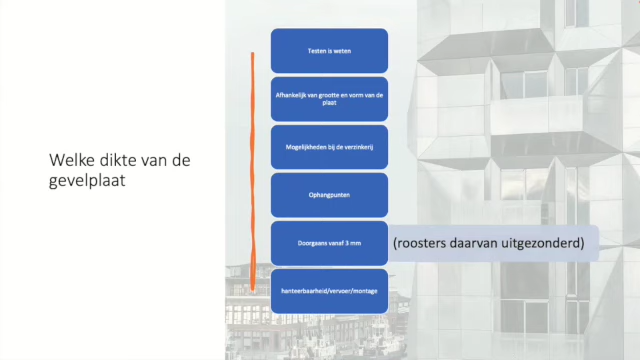 Welke dikte van de
gevelplaat
Testen is weten
Afhankelijk van grootte en vorm van de
plaat
Mogelijkheden bij de verzinkerij
Ophangpunten
Doorgaans vanaf 3 mm
(roosters daarvan uitgezonderd)
hanteerbaarheid/vervoer/montage